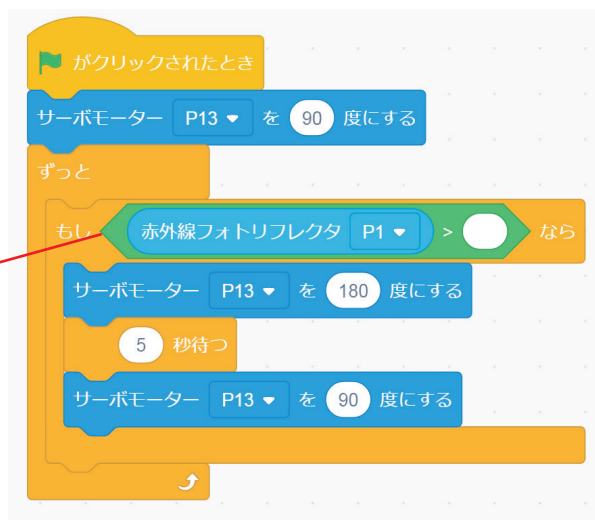 がクリックされたとき
サーボモーター P13 を 90 度にする
ずっと
もし 赤外線フォトリフレクタ P1 > なら
サーボモーター P13 を 180 度にする
5 秒待つ
サーボモーター P13 を 90 度にする